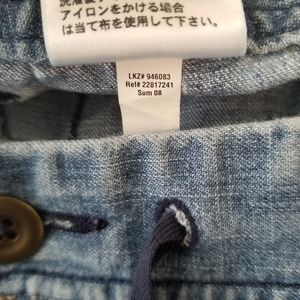 アイロンをかける場合
は当て布を使用して下さい。
LKZ# 946083
Ref# 22817241
Sum 08